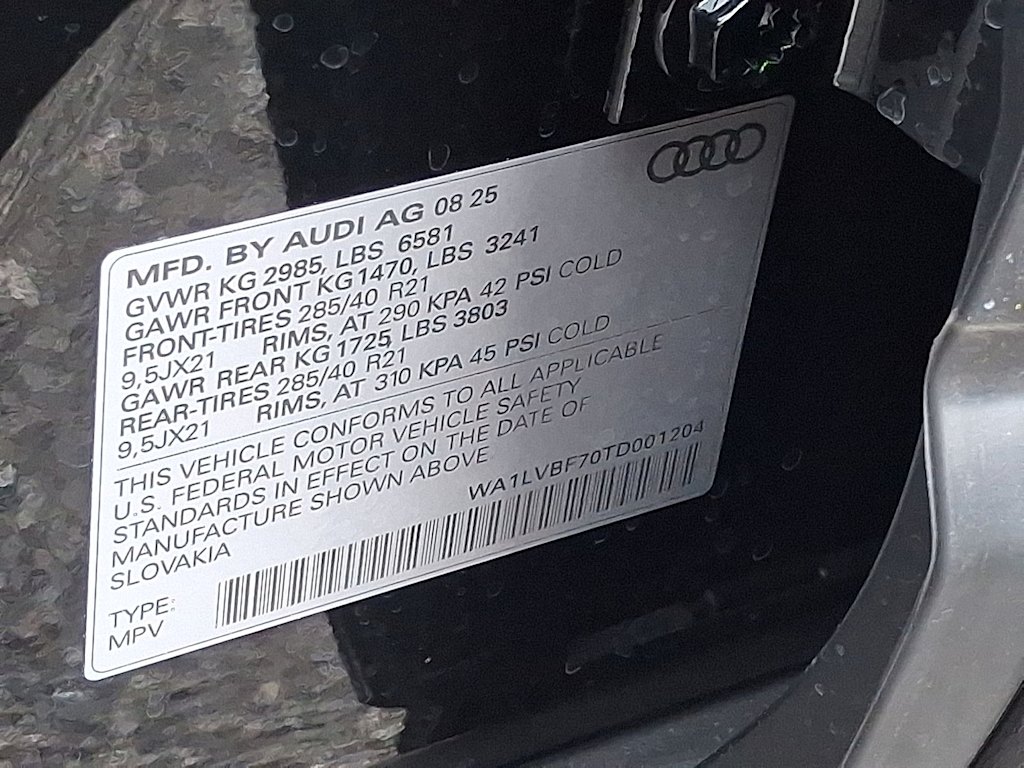 MFD. BY AUDI AG 08 25
GVWR KG 2985, LBS 6581
GAWR FRONT KG 1470, LBS 3241
FRONT-TIRES 285/40 R21
9,5JX21 RIMS, AT 290 KPA 42 PSI COLD
GAWR REAR KG 1725, LBS 3803
REAR-TIRES 285/40 R21
9,5JX21 RIMS, AT 310 KPA 45 PSI COLD
THIS VEHICLE CONFORMS TO ALL APPLICABLE
U.S. FEDERAL MOTOR VEHICLE SAFETY
STANDARDS IN EFFECT ON THE DATE OF
MANUFACTURE SHOWN ABOVE
SLOVAKIA
WA1LVBF70TD001204
TYPE:
MPV